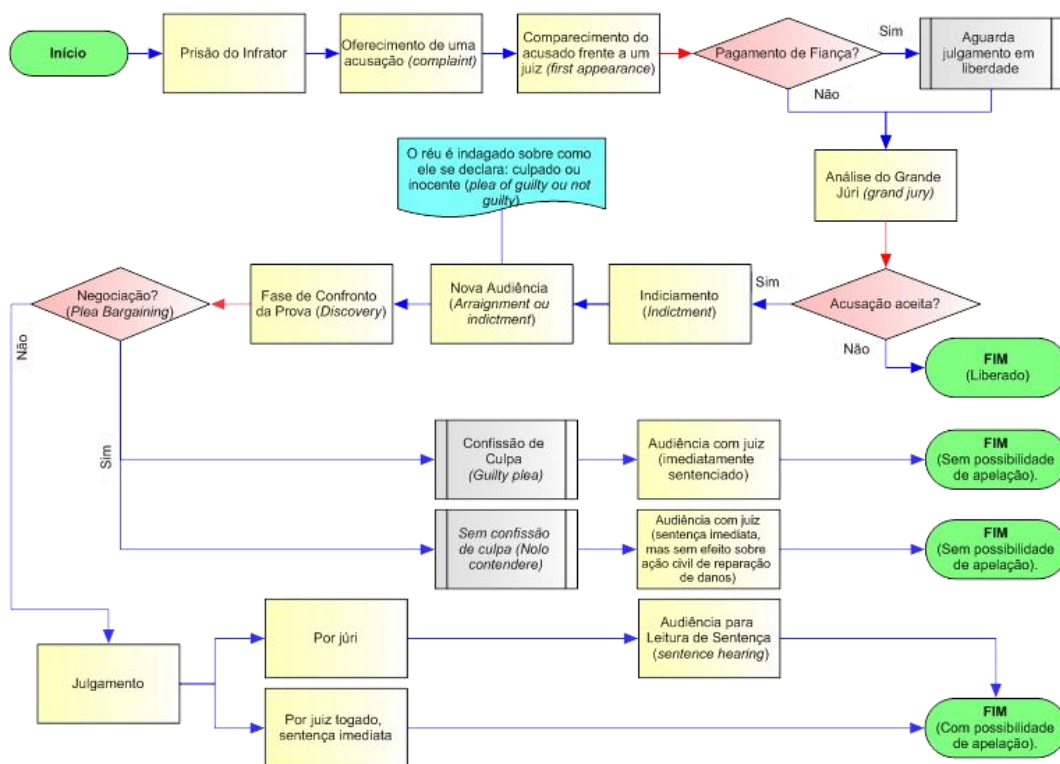 Início
Prisão do Infrator
Oferecimento de uma
acusação (complaint)
Comparecimento do
acusado frente a um
juiz (first appearance)
Pagamento de Fiança?
Sim
Aguarda
julgamento em
liberdade
Não
O réu é indagado sobre como
ele se declara: culpado ou
inocente (plea of guilty ou not
guilty)
Análise do Grande
Júri (grand jury)
Negociação?
(Plea Bargaining)
Fase de Confronto
da Prova (Discovery)
Nova Audiência
(Arraignment ou
indictment)
Indiciamento
(Indictment)
Sim
Acusação aceita?
Não
Não
FIM
(Liberado)
Sim
Confissão de
Culpa
(Guilty plea)
Audiência com juiz
(imediatamente
sentenciado)
FIM
(Sem possibilidade
de apelação).
Sem confissão
de culpa (Nolo
contendere)
Audiência com juiz
(sentença imediata,
mas sem efeito sobre
ação civil de reparação
de danos)
FIM
(Sem possibilidade
de apelação).
Julgamento
Por júri
Audiência para
Leitura de Sentença
(sentence hearing)
Por juiz togado,
sentença imediata
FIM
(Com possibilidade
de apelação).